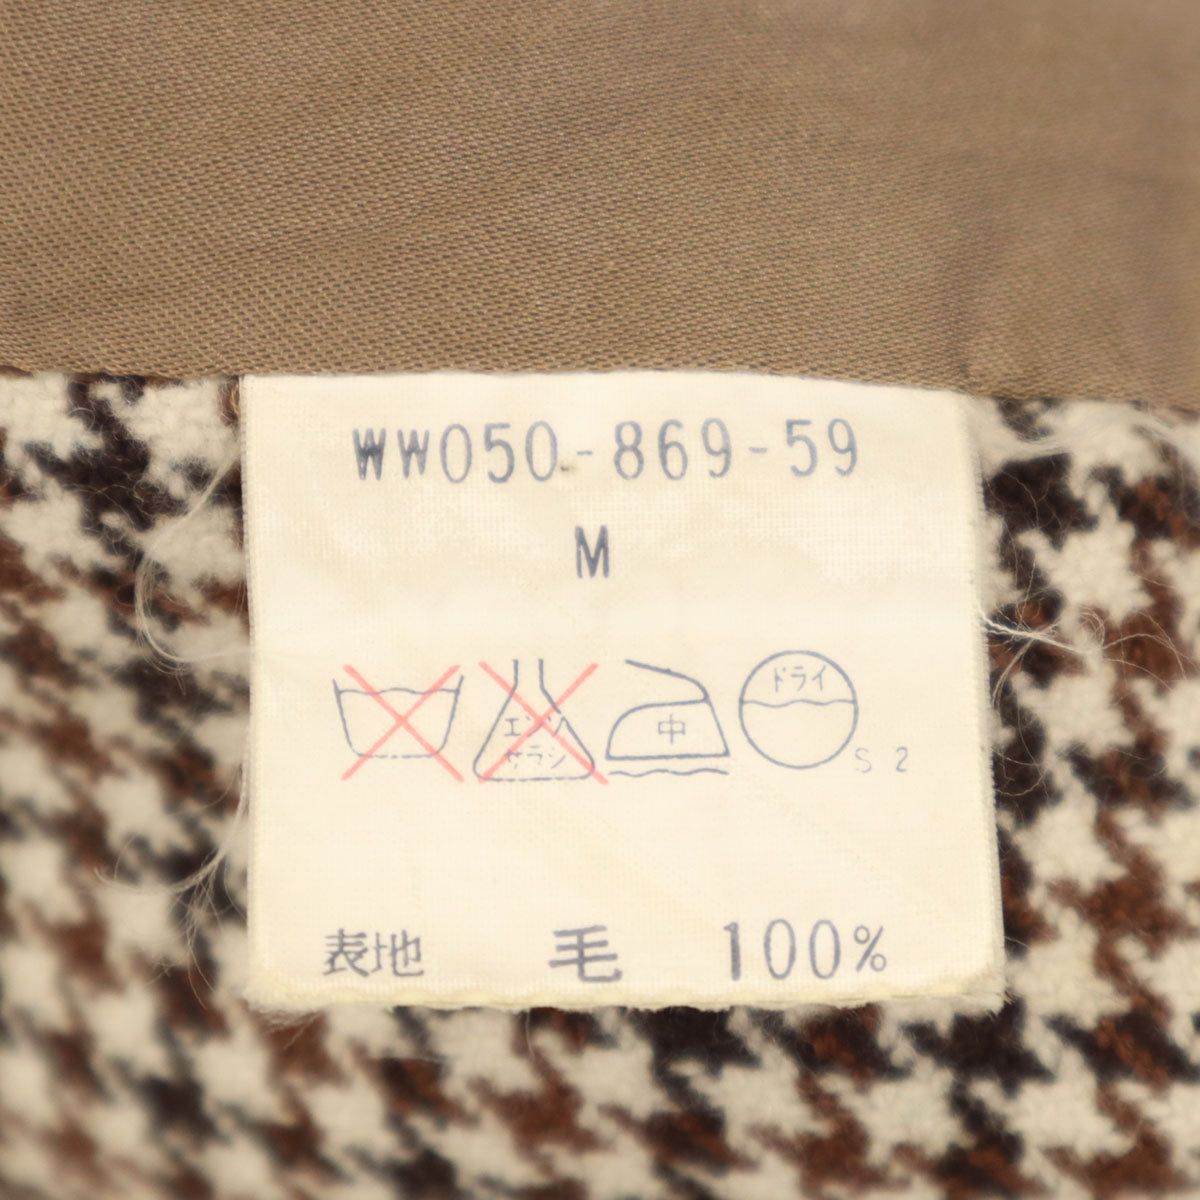 WW050-869-59
M
エンソ 中 ドライ
サラシ S 2
表地 毛 100%